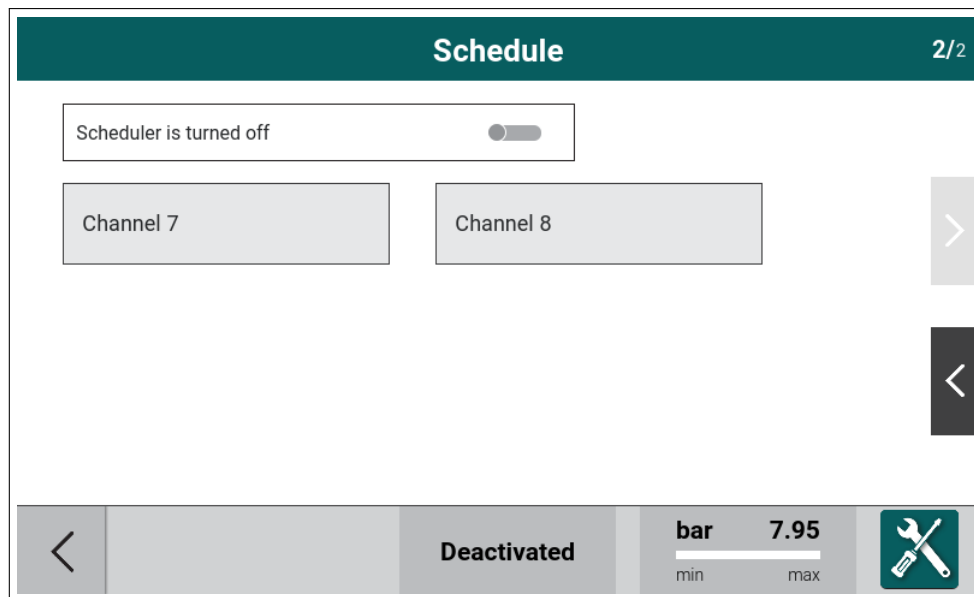 Schedule
2/2
Scheduler is turned off
Channel 7
Channel 8
Deactivated
bar 7.95
min max